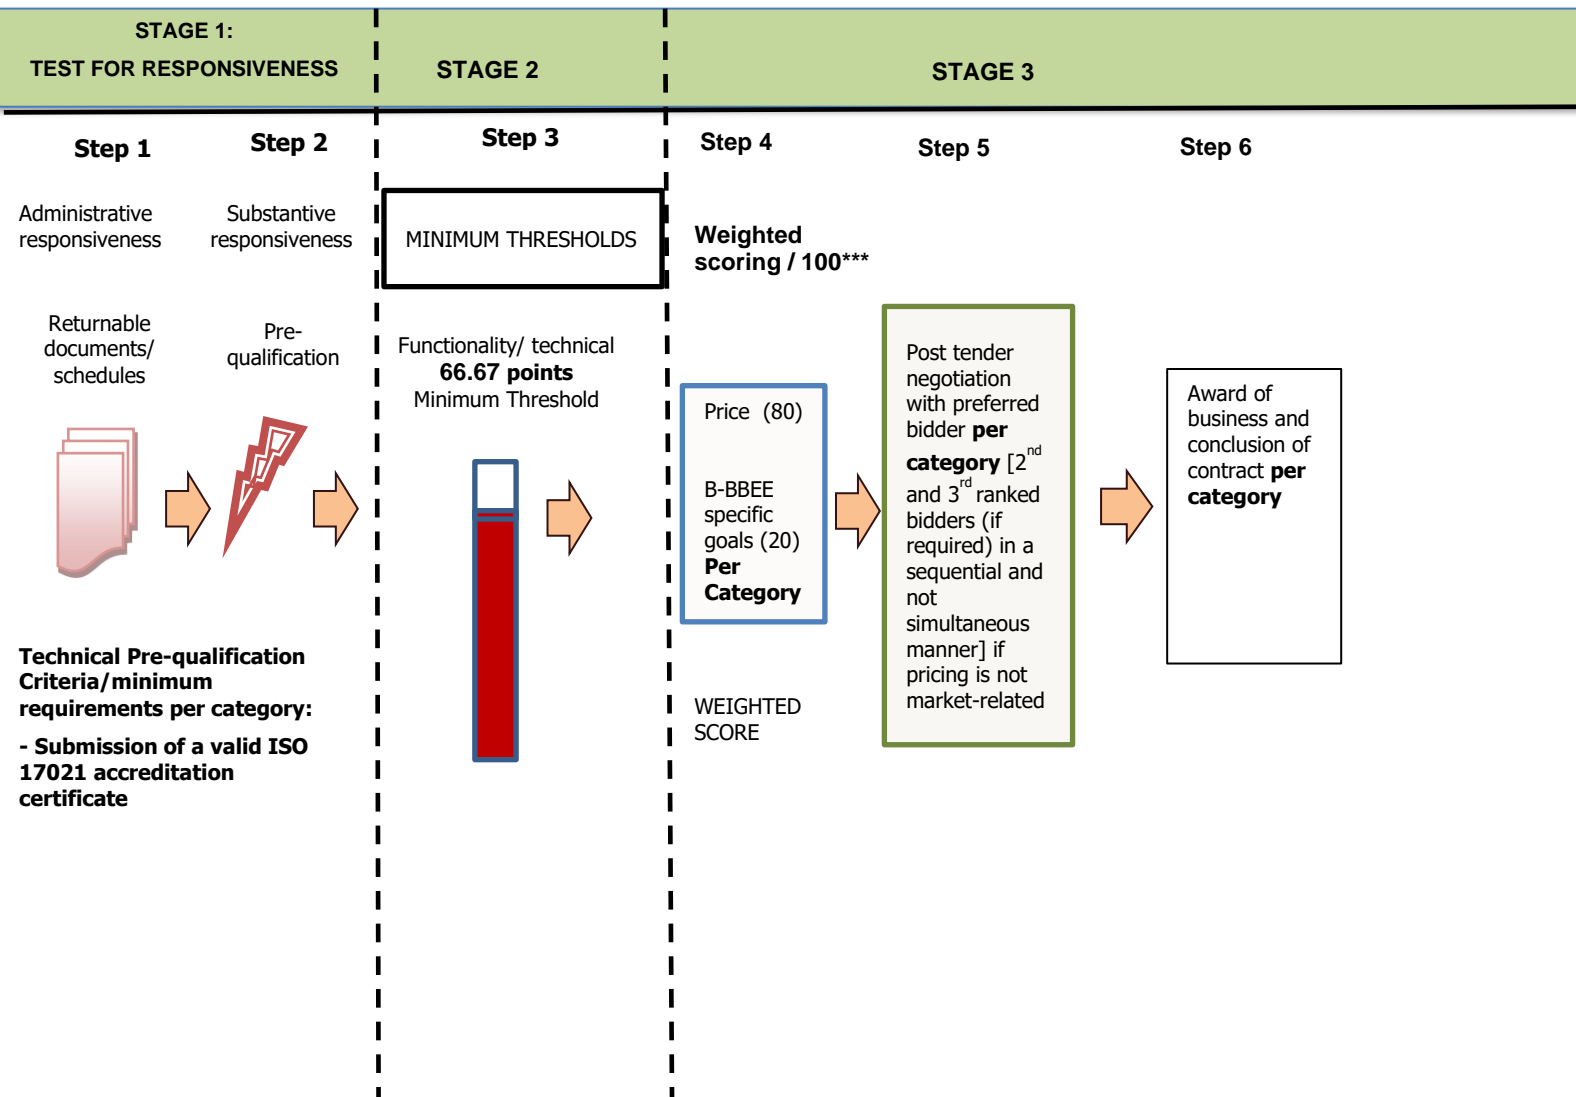 STAGE 1:
TEST FOR RESPONSIVENESS
STAGE 2
STAGE 3
Step 1
Step 2
Step 3
Step 4
Step 5
Step 6
Administrative
responsiveness
Substantive
responsiveness
MINIMUM THRESHOLDS
Weighted
scoring / 100***
Returnable
documents/
schedules
Pre-
qualification
Functionality/ technical
66.67 points
Minimum Threshold
Price (80)
B-BBEE
specific
goals (20)
Per
Category
WEIGHTED
SCORE
Post tender
negotiation
with preferred
bidder per
category [2nd
and 3rd ranked
bidders (if
required) in a
sequential and
not
simultaneous
manner] if
pricing is not
market-related
Award of
business and
conclusion of
contract per
category
Technical Pre-qualification
Criteria/minimum
requirements per category:
- Submission of a valid ISO
17021 accreditation
certificate